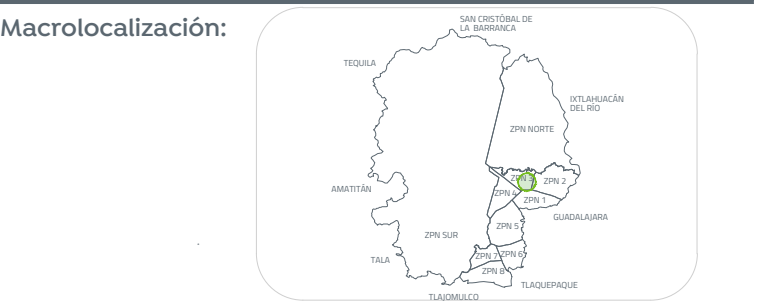 Macrolocalización:
SAN CRISTÓBAL DE
LA BARRANCA
TEQUILA
IXTLAHUACÁN
DEL RÍO
ZPN NORTE
ZPN 3
ZPN 2
AMATITÁN
ZPN 4
ZPN 1
GUADALAJARA
ZPN 5
ZPN SUR
ZPN 7
ZPN 6
TALA
ZPN 8
TLAQUEPAQUE
TLAJOMULCO